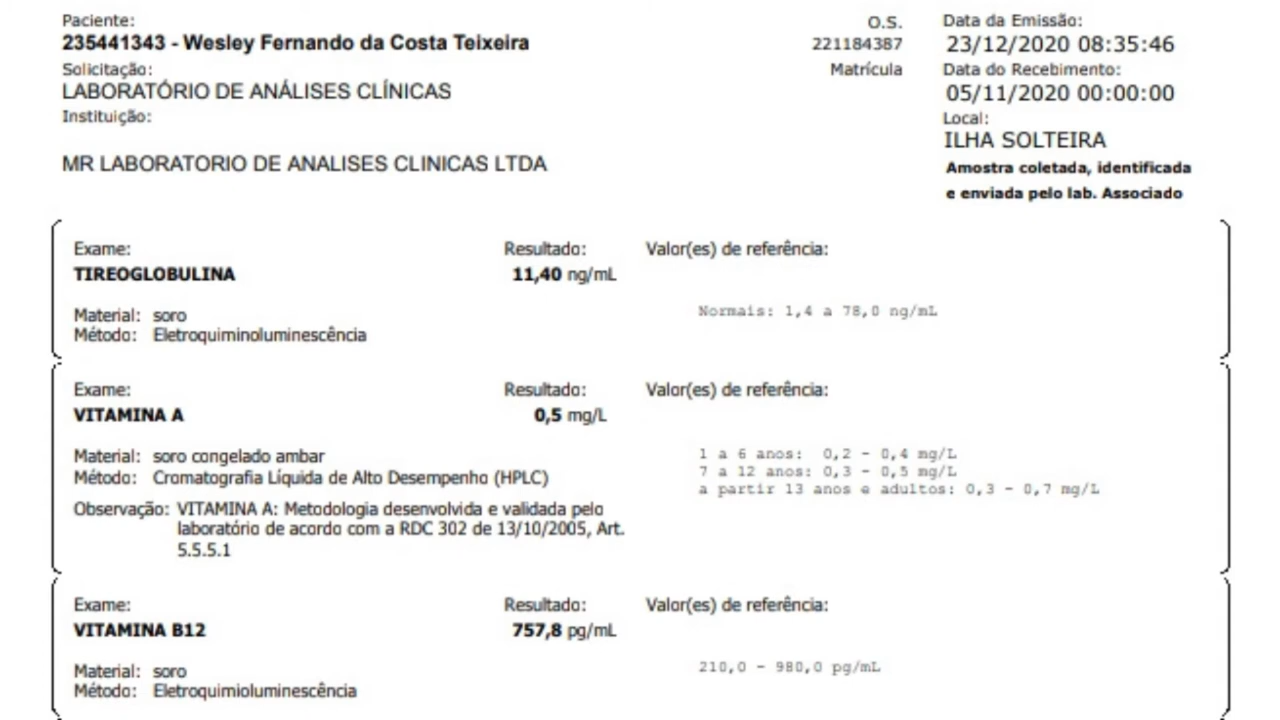 Paciente:
235441343 - Wesley Fernando da Costa Teixeira
Solicitação:
LABORATÓRIO DE ANÁLISES CLÍNICAS
Instituição:
MR LABORATORIO DE ANALISES CLINICAS LTDA
O.S.
221184387
Matrícula
Data da Emissão:
23/12/2020 08:35:46
Data do Recebimento:
05/11/2020 00:00:00
Local:
ILHA SOLTEIRA
Amostra coletada, identificada
e enviada pelo lab. Associado
Exame: Resultado: Valor(es) de referência:
TIREOGLOBULINA 11,40 ng/mL
Normais: 1,4 a 78,0 ng/mL
Material: soro
Método: Eletroquiminoluminescência
Exame: Resultado: Valor(es) de referência:
VITAMINA A 0,5 mg/L
Material: soro congelado ambar
Método: Cromatografia Líquida de Alto Desempenho (HPLC)
1 a 6 anos: 0,2 - 0,4 mg/L
7 a 12 anos: 0,3 - 0,5 mg/L
a partir 13 anos e adultos: 0,3 - 0,7 mg/L
Observação: VITAMINA A: Metodologia desenvolvida e validada pelo
laboratório de acordo com a RDC 302 de 13/10/2005, Art.
5.5.5.1
Exame: Resultado: Valor(es) de referência:
VITAMINA B12 757,8 pg/mL
210,0 - 980,0 pg/mL
Material: soro
Método: Eletroquimioluminescência